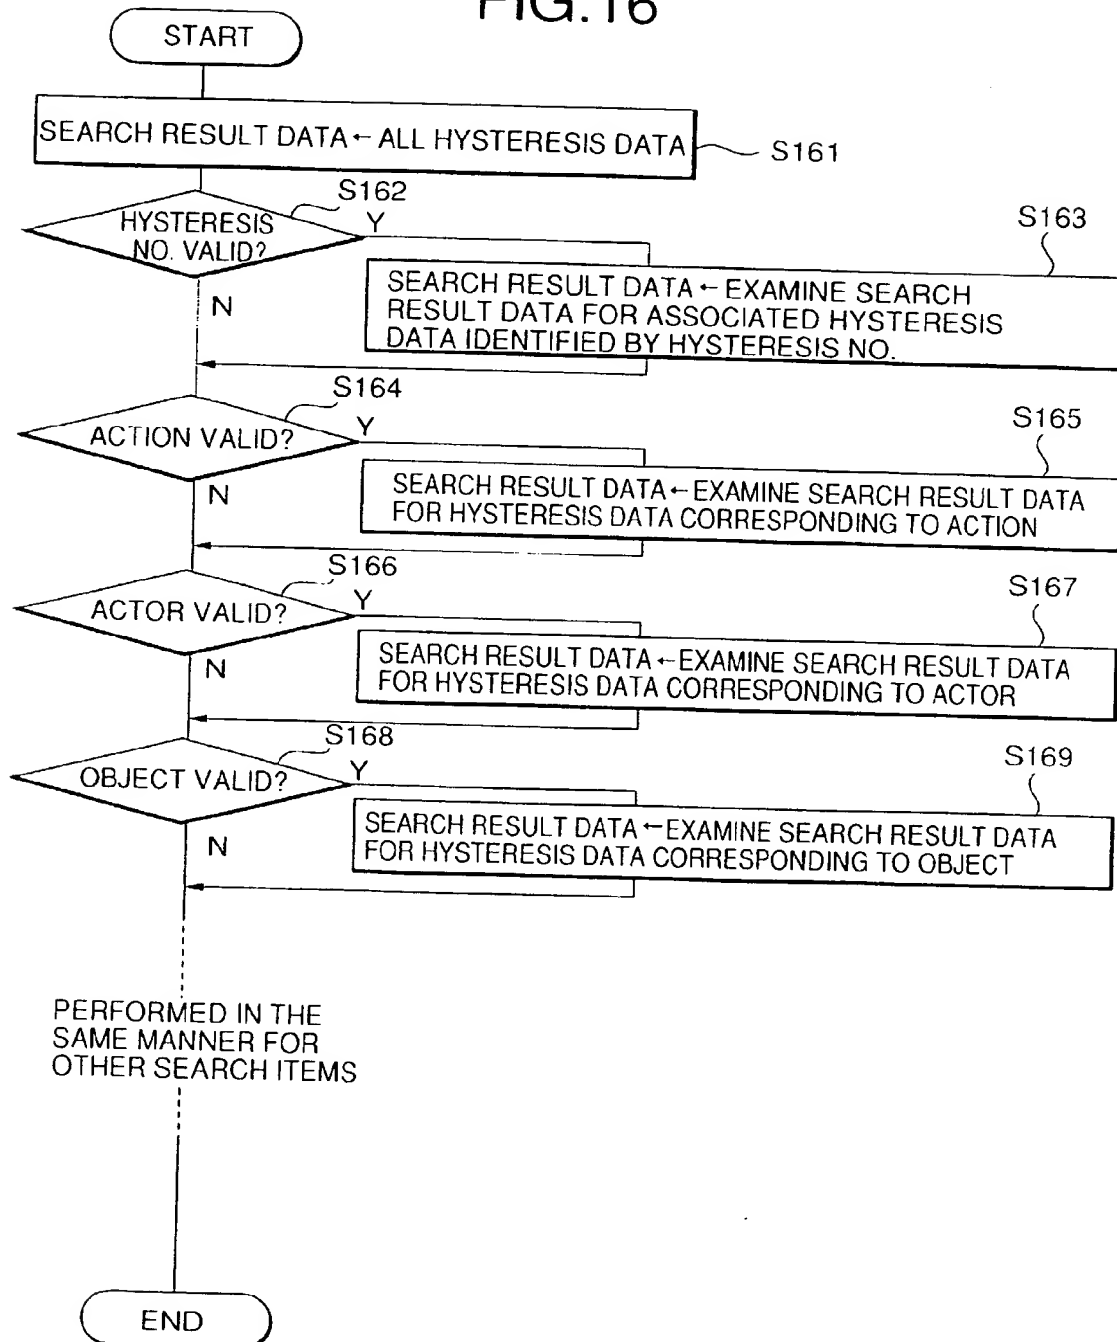 FIG.16
START
SEARCH RESULT DATA←ALL HYSTERESIS DATA
S161
S162
HYSTERESIS
NO. VALID?
Y
N
S163
SEARCH RESULT DATA←EXAMINE SEARCH
RESULT DATA FOR ASSOCIATED HYSTERESIS
DATA IDENTIFIED BY HYSTERESIS NO.
S164
ACTION VALID?
Y
N
S165
SEARCH RESULT DATA←EXAMINE SEARCH RESULT DATA
FOR HYSTERESIS DATA CORRESPONDING TO ACTION
S166
ACTOR VALID?
Y
N
S167
SEARCH RESULT DATA←EXAMINE SEARCH RESULT DATA
FOR HYSTERESIS DATA CORRESPONDING TO ACTOR
S168
OBJECT VALID?
Y
N
S169
SEARCH RESULT DATA←EXAMINE SEARCH RESULT DATA
FOR HYSTERESIS DATA CORRESPONDING TO OBJECT
PERFORMED IN THE
SAME MANNER FOR
OTHER SEARCH ITEMS
END